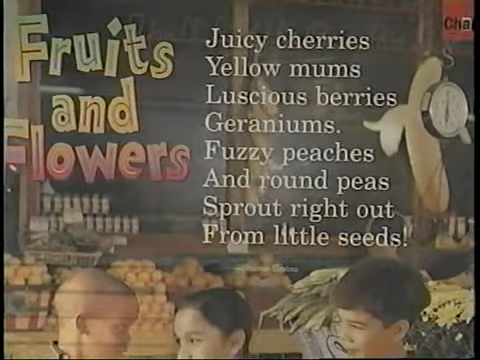 Fruits
and
Flowers
Juicy cherries
Yellow mums
Luscious berries
Geraniums.
Fuzzy peaches
And round peas
Sprout right out
From little seeds!
Cha